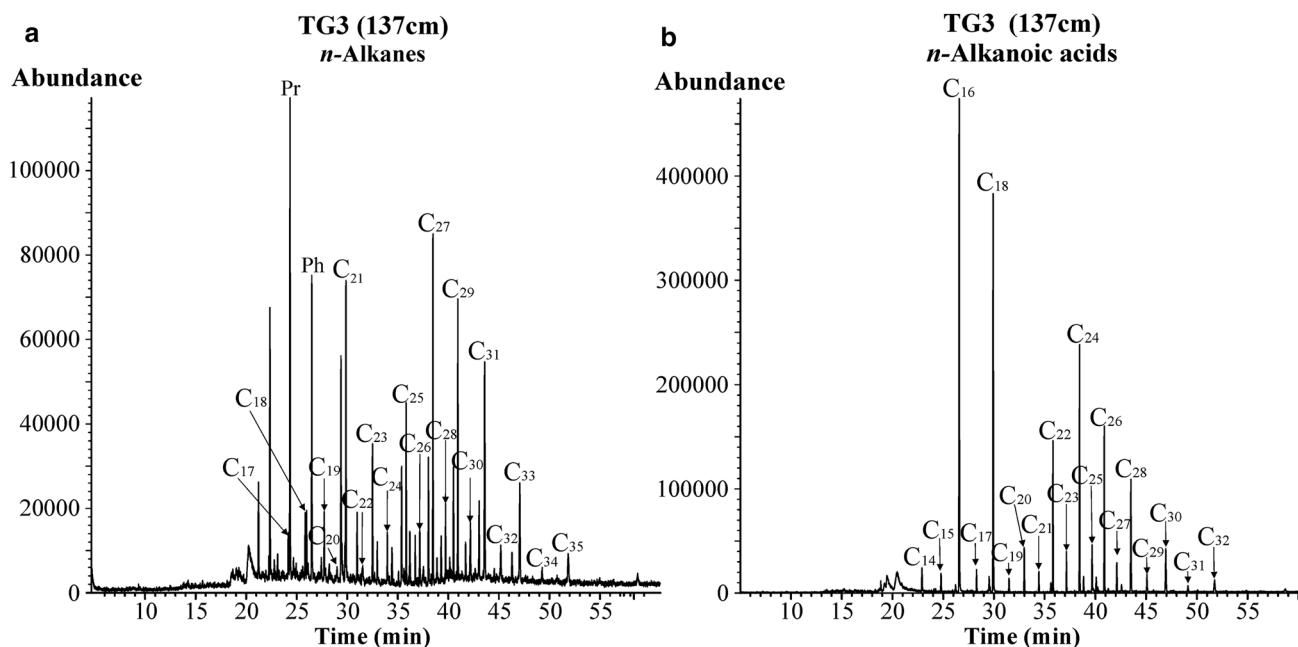 a
TG3 (137cm)
n-Alkanes
Abundance
100000
80000
60000
40000
20000
0
10
15
20
25
30
35
40
45
50
55
Time (min)
Pr
Ph
C₁₇
C₁₈
C₁₉
C₂₀
C₂₁
C₂₂
C₂₃
C₂₄
C₂₅
C₂₆
C₂₇
C₂₈
C₂₉
C₃₀
C₃₁
C₃₂
C₃₃
C₃₄
C₃₅
b
TG3 (137cm)
n-Alkanoic acids
Abundance
400000
300000
200000
100000
0
10
15
20
25
30
35
40
45
50
55
Time (min)
C₁₄
C₁₅
C₁₆
C₁₇
C₁₈
C₁₉
C₂₀
C₂₁
C₂₂
C₂₃
C₂₄
C₂₅
C₂₆
C₂₇
C₂₈
C₂₉
C₃₀
C₃₁
C₃₂